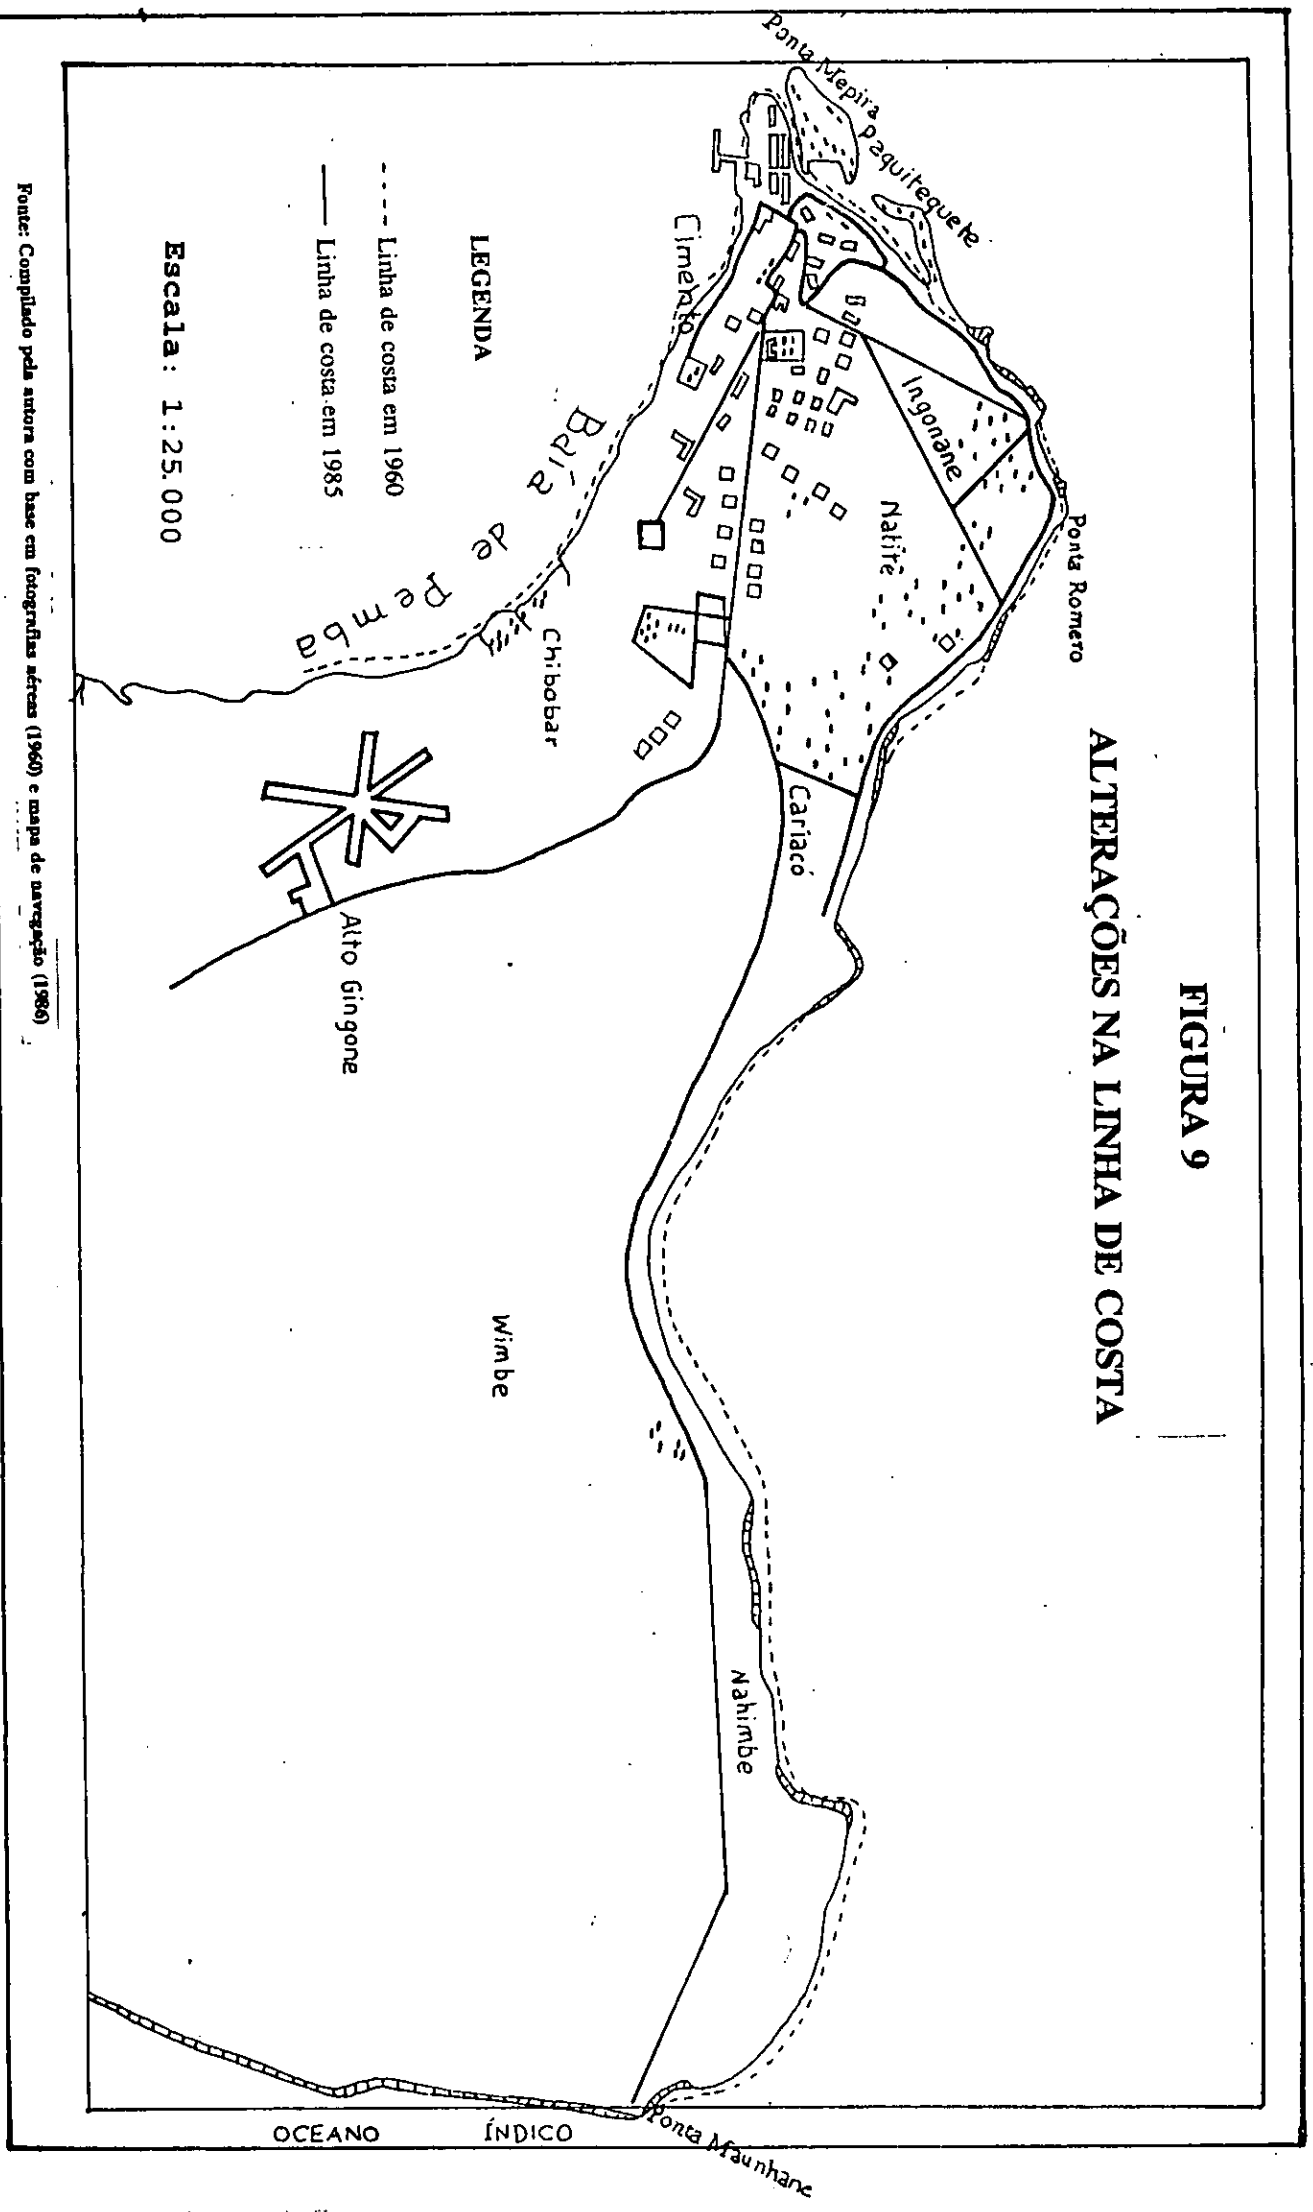 FIGURA 9
ALTERAÇÕES NA LINHA DE COSTA
Ponta Mepira
Paquitequete
Ponta Romero
Ingonane
Natite
Cariacó
Cimento
Chibobar
Baía de Pemba
Alto Gingone
Wimbe
Nahimbe
Ponta Maunhane
OCEANO ÍNDICO
LEGENDA
---- Linha de costa em 1960
— Linha de costa em 1985
Escala: 1:25.000
Fonte: Compilado pela autora com base em fotografias aéreas (1960) e mapa de navegação (1986)